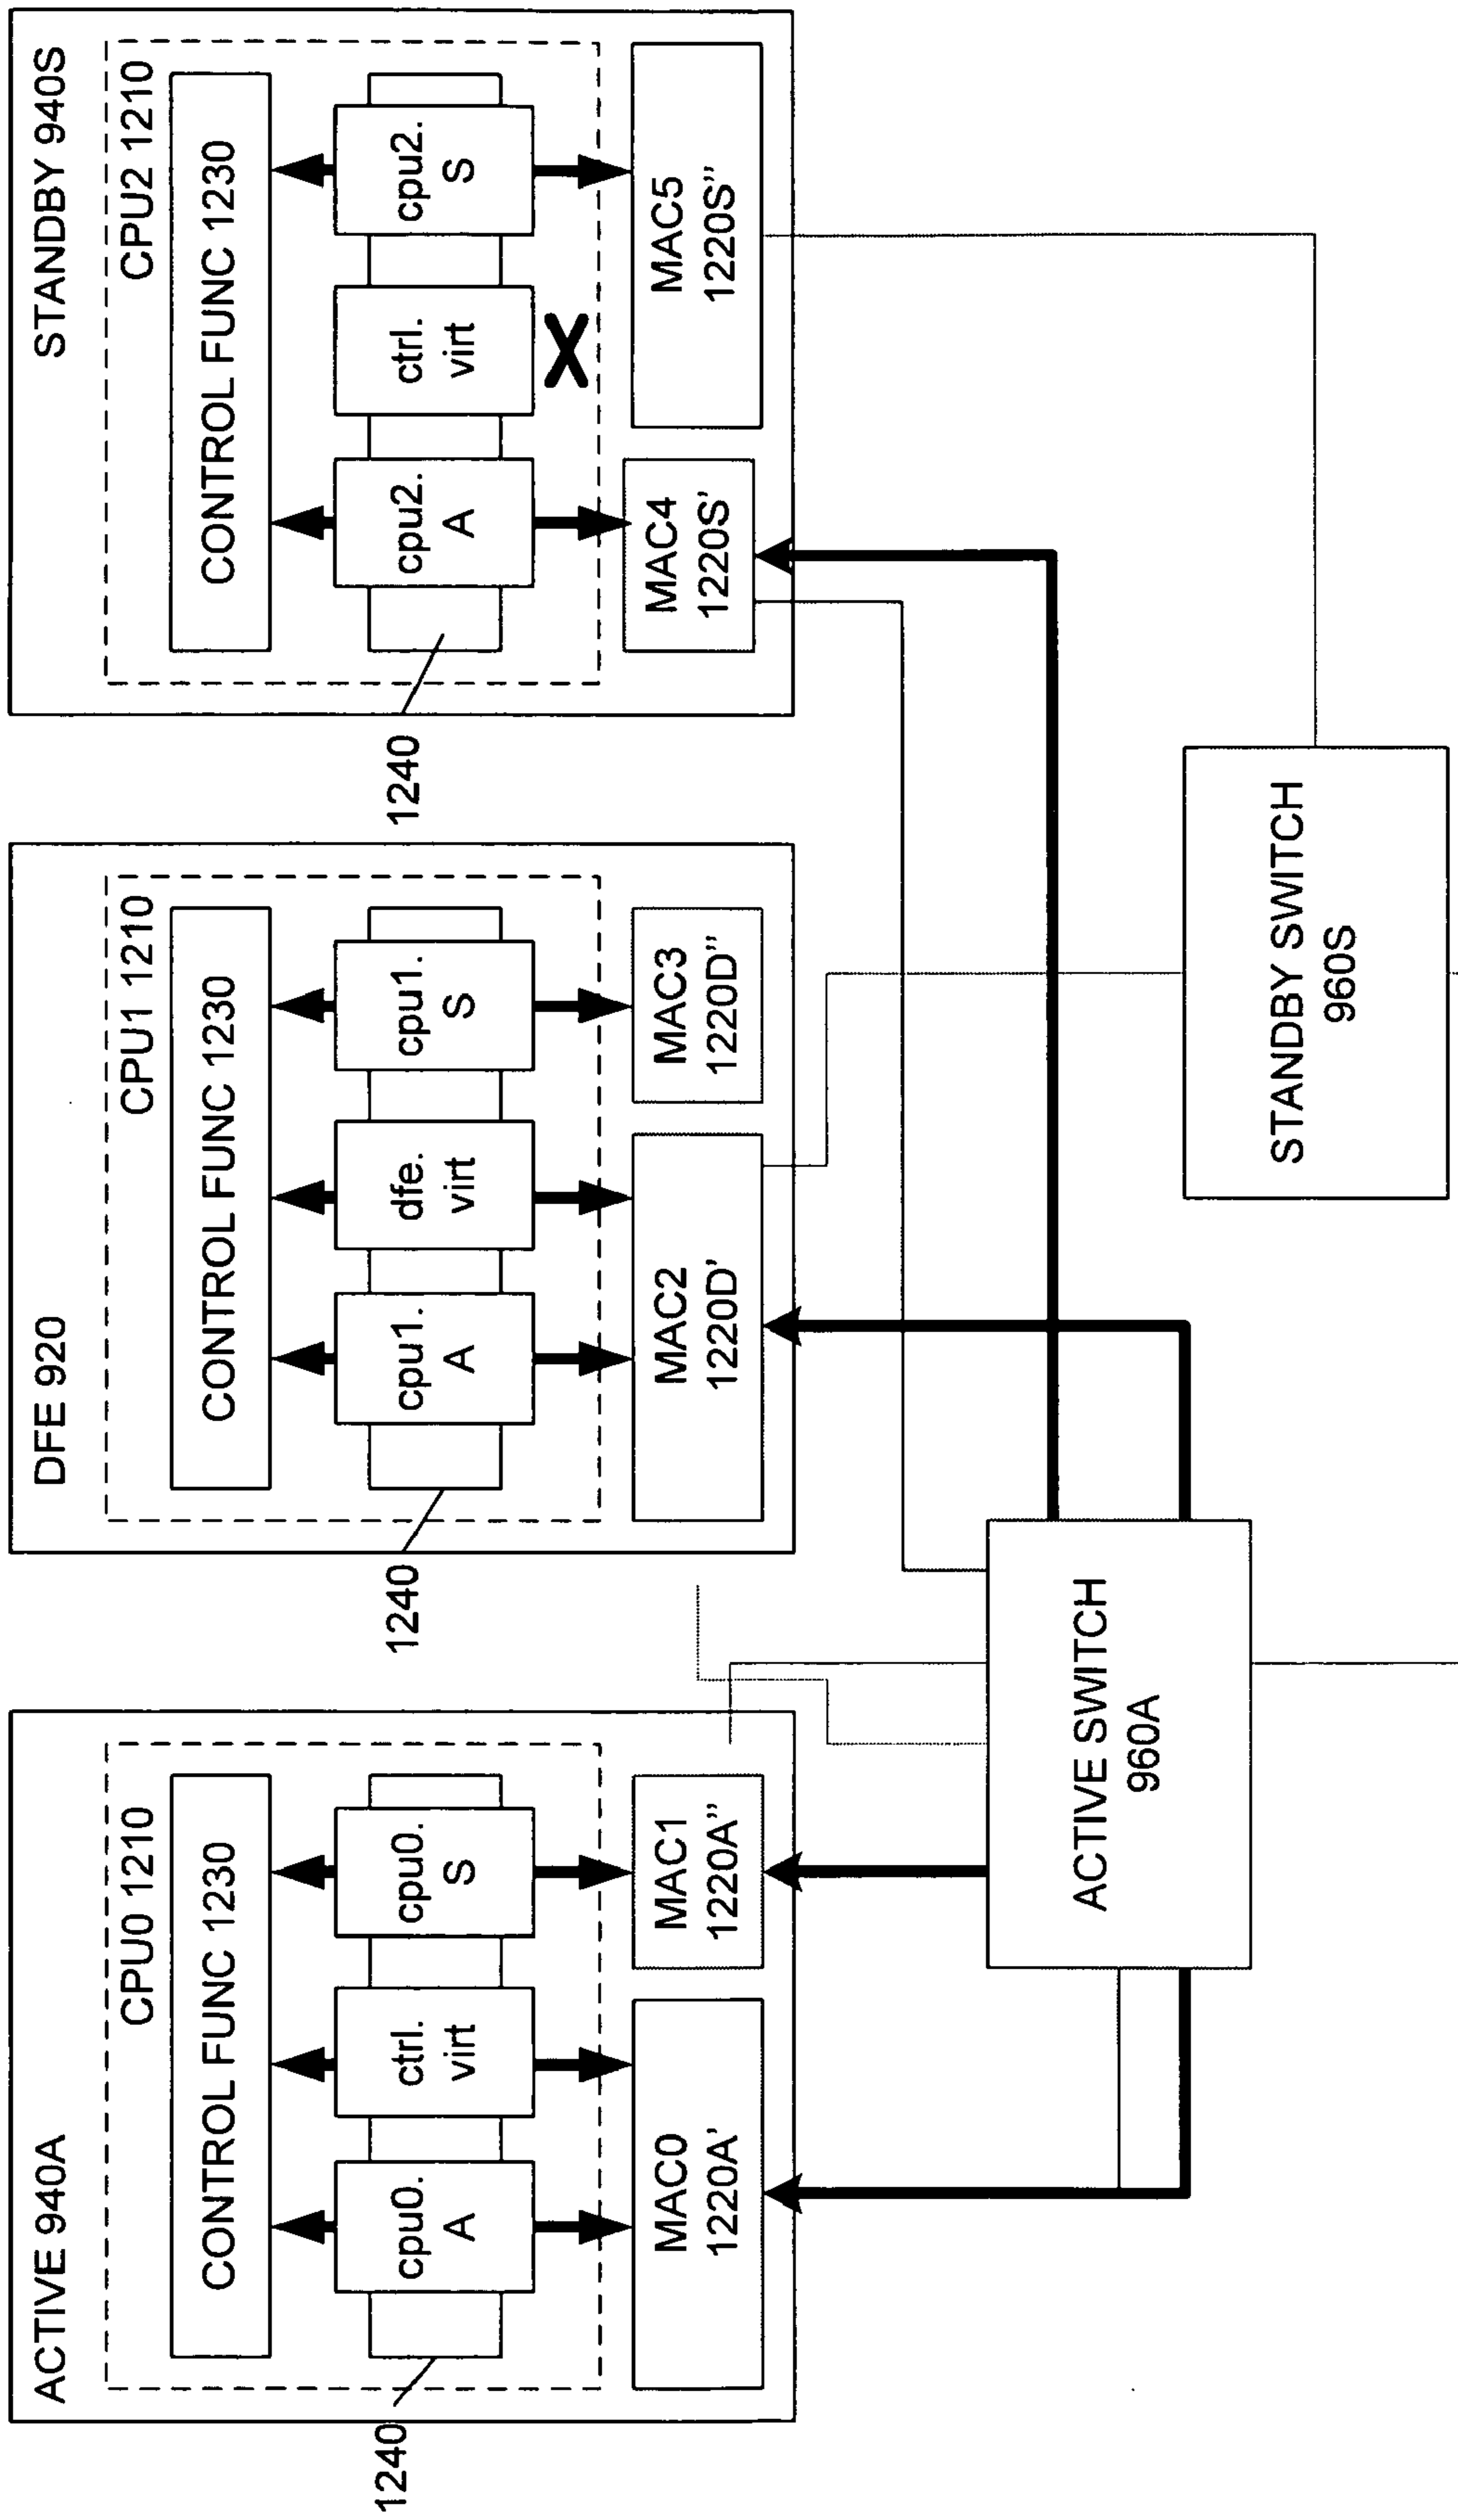 ACTIVE 940A
CPU0 1210
CONTROL FUNC 1230
cpu0.
A
ctrl.
virt
cpu0.
S
1240
MAC0
1220A'
MAC1
1220A"
DFE 920
CPU1 1210
CONTROL FUNC 1230
cpu1.
A
dfe.
virt
cpu1.
S
1240
MAC2
1220D'
MAC3
1220D"
STANDBY 940S
CPU2 1210
CONTROL FUNC 1230
cpu2.
A
ctrl.
virt
X
cpu2.
S
1240
MAC4
1220S'
MAC5
1220S"
ACTIVE SWITCH
960A
STANDBY SWITCH
960S